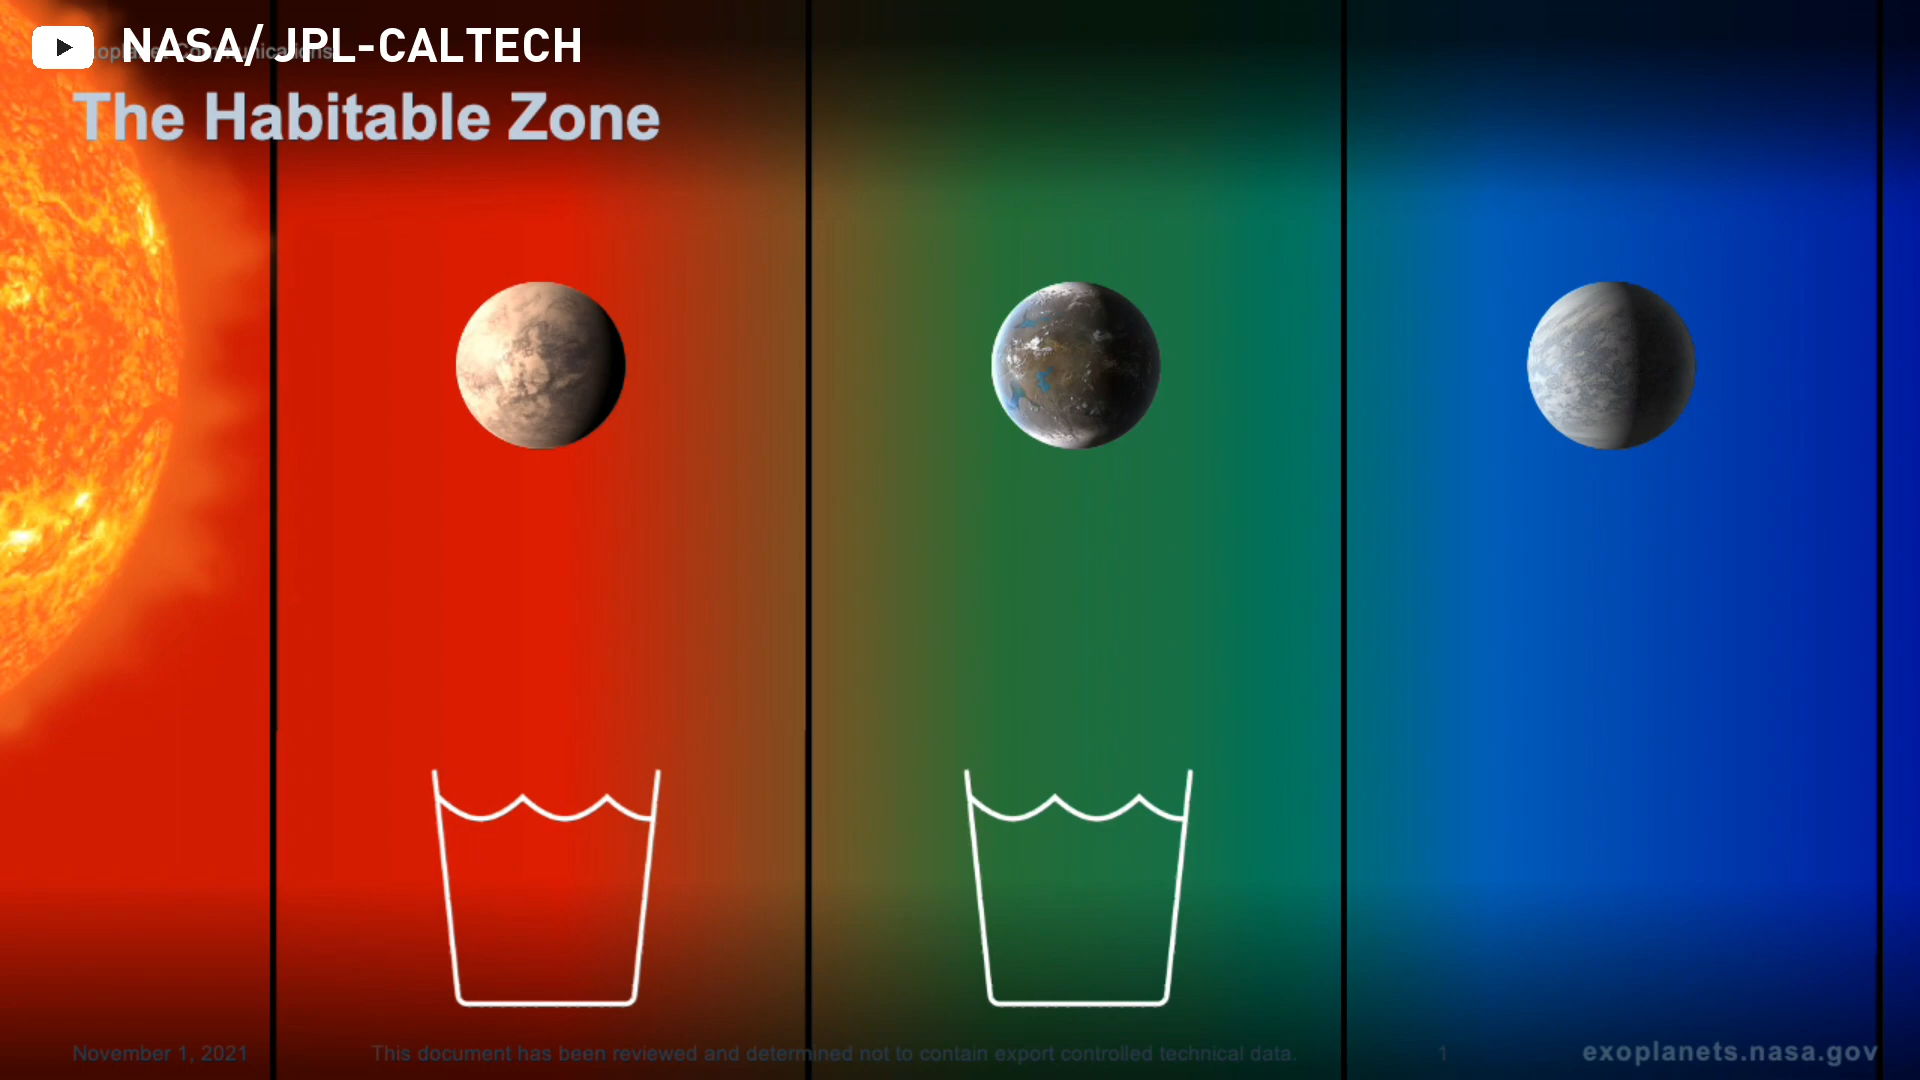 NASA/ JPL-CALTECH
The Habitable Zone
November 1, 2021
This document has been reviewed and determined not to contain export controlled technical data.
1
exoplanets.nasa.gov